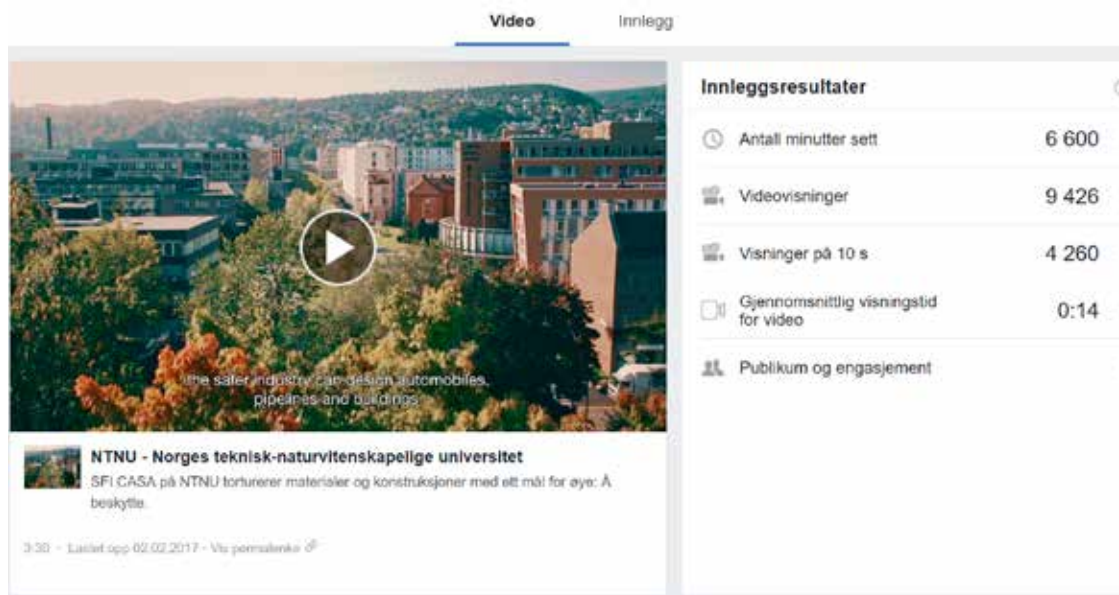 Video
Innlegg
the safer industry can design automobiles,
pipelines and buildings
NTNU - Norges teknisk-naturvitenskapelige universitet
SFI CASA på NTNU torturerer materialer og konstruksjoner med ett mål for øye: Å
beskytte.
3:30 - Lastet opp 02.02.2017 - Vis permalenke
Innleggsresultater
Antall minutter sett 6 600
Videovisninger 9 426
Visninger på 10 s 4 260
Gjennomsnittlig visningstid
for video 0:14
Publikum og engasjement